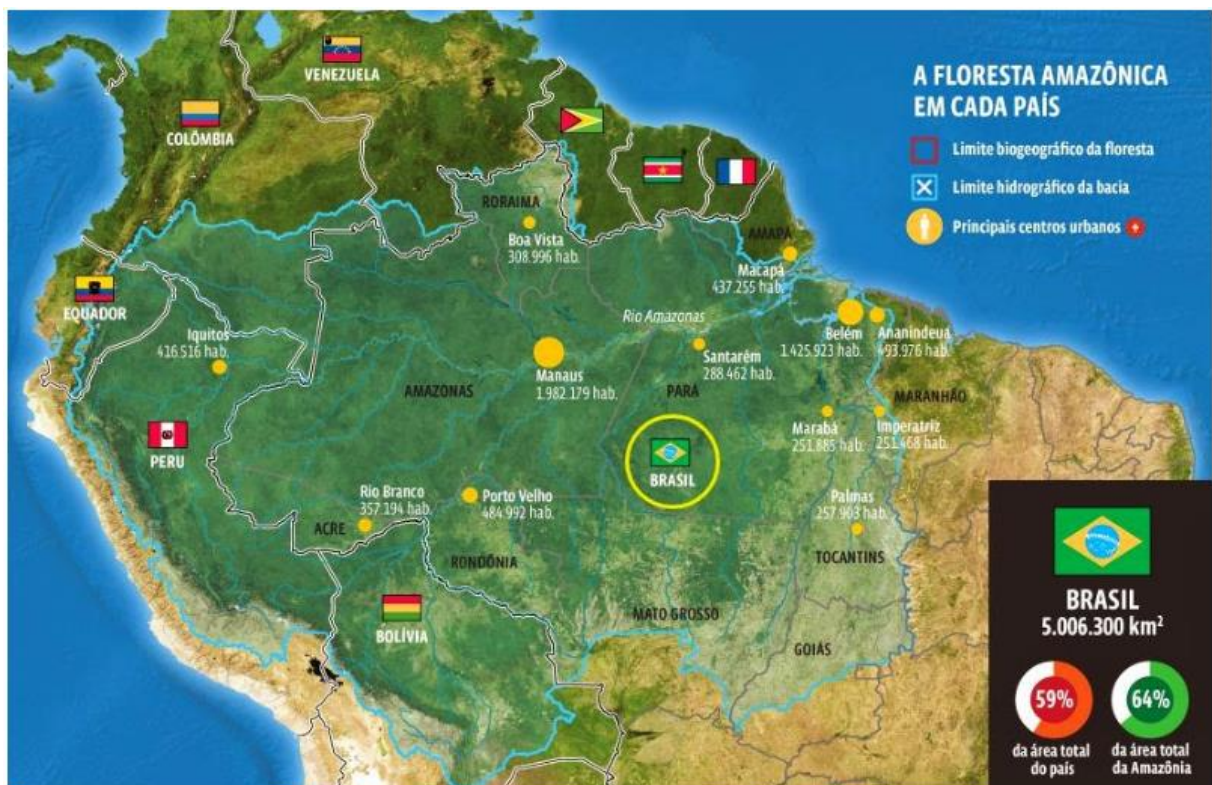 VENEZUELA
COLÔMBIA
A FLORESTA AMAZÔNICA
EM CADA PAÍS
Limite biogeográfico da floresta
Limite hidrográfico da bacia
Principais centros urbanos
RORAIMA
Boa Vista
308.996 hab.
AMAPÁ
Macapá
437.255 hab.
EQUADOR
Iquitos
416.516 hab.
Rio Amazonas
Belém
1.425.923 hab.
Ananindeua
493.976 hab.
Santarém
288.462 hab.
Manaus
1.982.179 hab.
AMAZONAS
PARÁ
MARANHÃO
Marabá
251.885 hab.
Imperatriz
251.468 hab.
PERU
BRASIL
Rio Branco
357.194 hab.
Porto Velho
484.992 hab.
Palmas
257.903 hab.
ACRE
RONDÔNIA
TOCANTINS
BOLÍVIA
MATO GROSSO
GOIÁS
BRASIL
5.006.300 km²
59%
da área total
do país
64%
da área total
da Amazônia